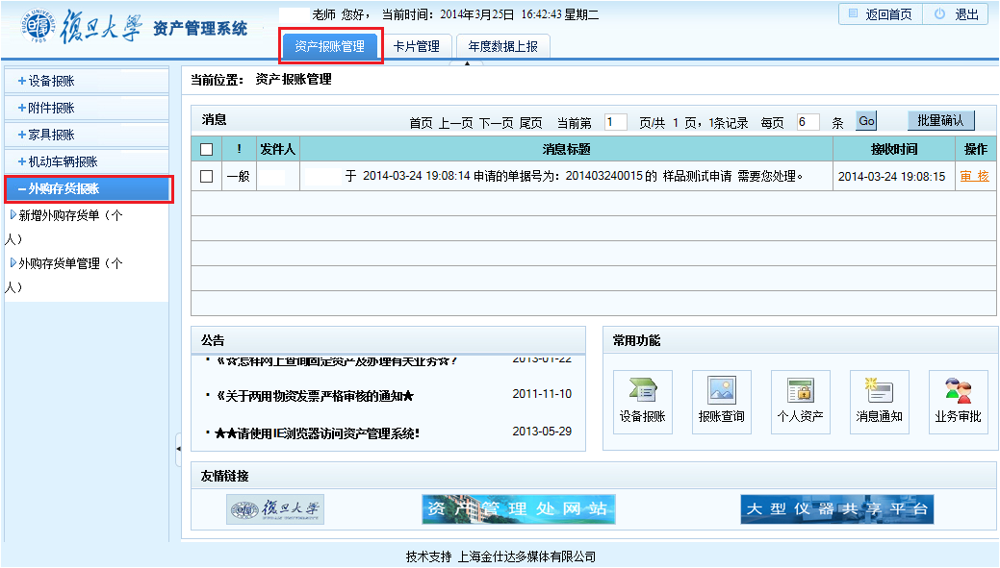 復旦大學 资产管理系统
老师 您好， 当前时间：2014年3月25日 16:42:43 星期二
返回首页 退出
资产报账管理 卡片管理 年度数据上报
+设备报账
+附件报账
+家具报账
+机动车辆报账
−外购存货报账
新增外购存货单（个
人）
外购存货单管理（个
人）
当前位置： 资产报账管理
消息 首页 上一页 下一页 尾页 当前第 1 页/共 1 页，1条记录 每页 6 条 Go 批量确认
！ 发件人 消息标题 接收时间 操作
一般 于 2014-03-24 19:08:14 申请的单据号为：201403240015 的 样品测试申请 需要您处理。 2014-03-24 19:08:15 审 核
公告
·《☆怎样网上查询固定资产及办理有关业务☆? 2013-01-22
·《关于两用物资发票严格审核的通知★ 2011-11-10
·★★请使用IE浏览器访问资产管理系统! 2013-05-29
常用功能
设备报账 报账查询 个人资产 消息通知 业务审批
友情链接
復旦大學 资产管理处网站 大型仪器共享平台
技术支持 上海金仕达多媒体有限公司